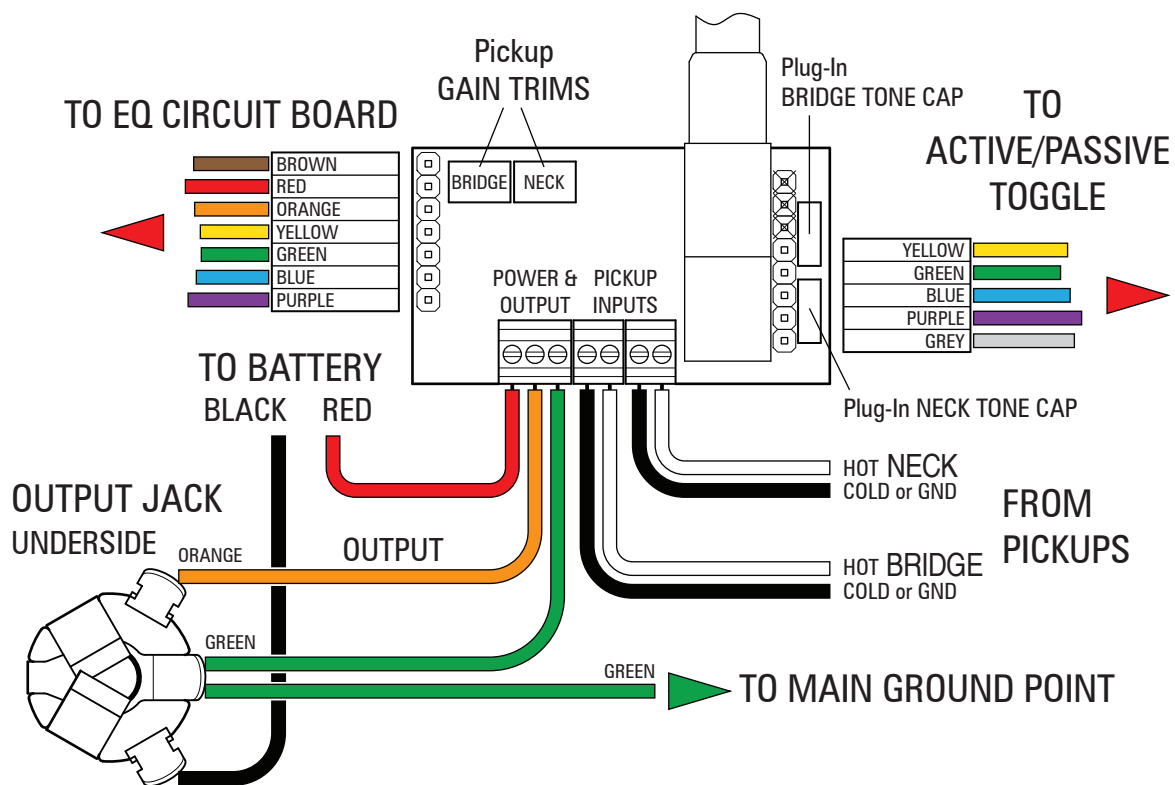 Pickup
GAIN TRIMS
Plug-In
BRIDGE TONE CAP
TO EQ CIRCUIT BOARD
TO
ACTIVE/PASSIVE
TOGGLE
BROWN
RED
ORANGE
YELLOW
GREEN
BLUE
PURPLE
BRIDGE
NECK
POWER &
OUTPUT
PICKUP
INPUTS
YELLOW
GREEN
BLUE
PURPLE
GREY
Plug-In NECK TONE CAP
TO BATTERY
BLACK RED
HOT NECK
COLD or GND
FROM
PICKUPS
HOT BRIDGE
COLD or GND
OUTPUT JACK
UNDERSIDE
ORANGE
OUTPUT
GREEN
GREEN
TO MAIN GROUND POINT